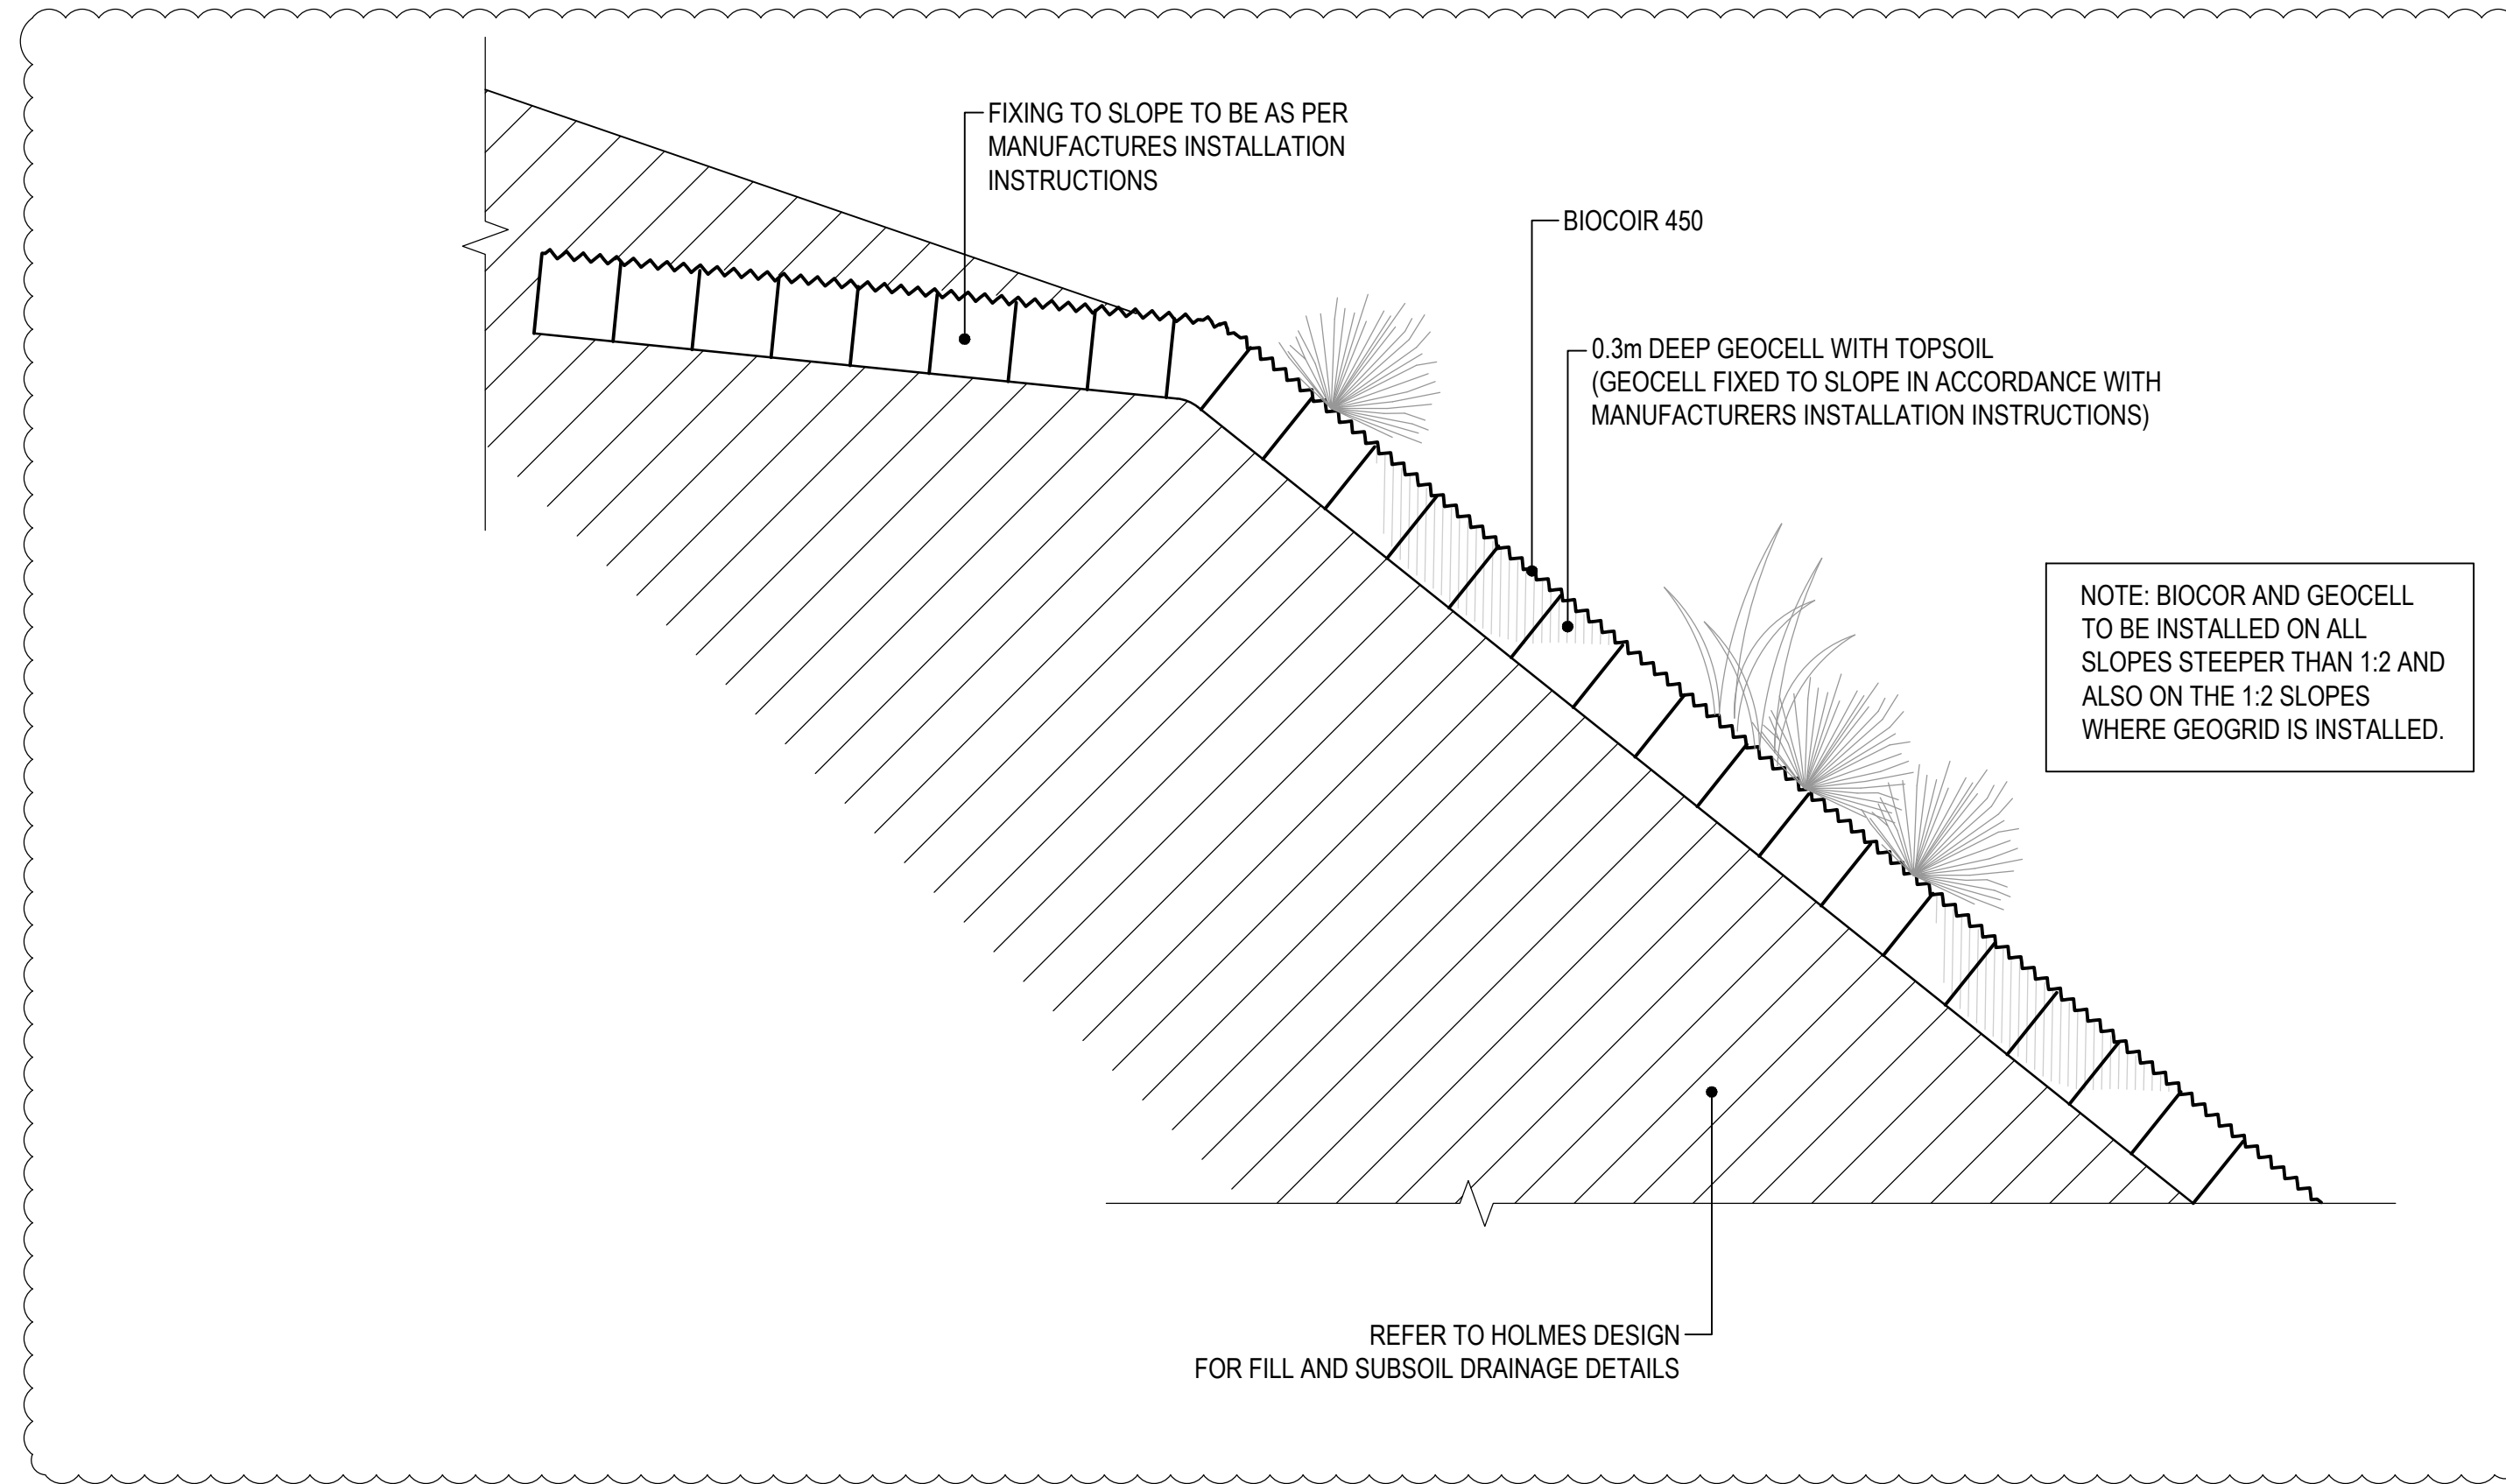 FIXING TO SLOPE TO BE AS PER
MANUFACTURES INSTALLATION
INSTRUCTIONS
BIOCOIR 450
0.3m DEEP GEOCELL WITH TOPSOIL
(GEOCELL FIXED TO SLOPE IN ACCORDANCE WITH
MANUFACTURERS INSTALLATION INSTRUCTIONS)
NOTE: BIOCOR AND GEOCELL
TO BE INSTALLED ON ALL
SLOPES STEEPER THAN 1:2 AND
ALSO ON THE 1:2 SLOPES
WHERE GEOGRID IS INSTALLED.
REFER TO HOLMES DESIGN
FOR FILL AND SUBSOIL DRAINAGE DETAILS